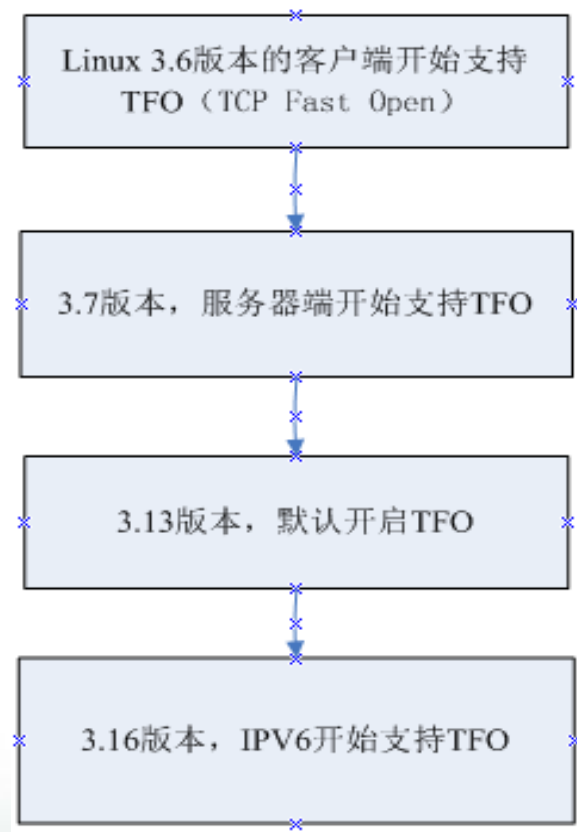 Linux 3.6版本的客户端开始支持
TFO（TCP Fast Open）
3.7版本，服务器端开始支持TFO
3.13版本，默认开启TFO
3.16版本，IPV6开始支持TFO